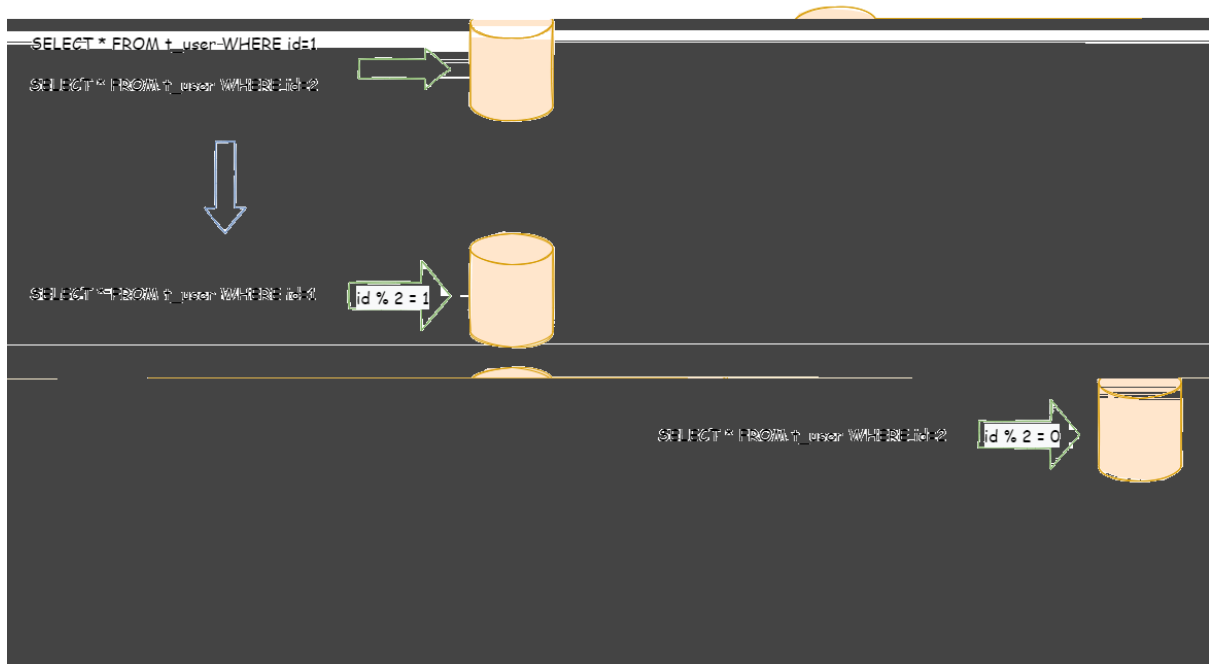 SELECT * FROM t_user WHERE id=1
SELECT * FROM t_user WHERE id=2
SELECT * FROM t_user WHERE id=1
id % 2 = 1
SELECT * FROM t_user WHERE id=2
id % 2 = 0